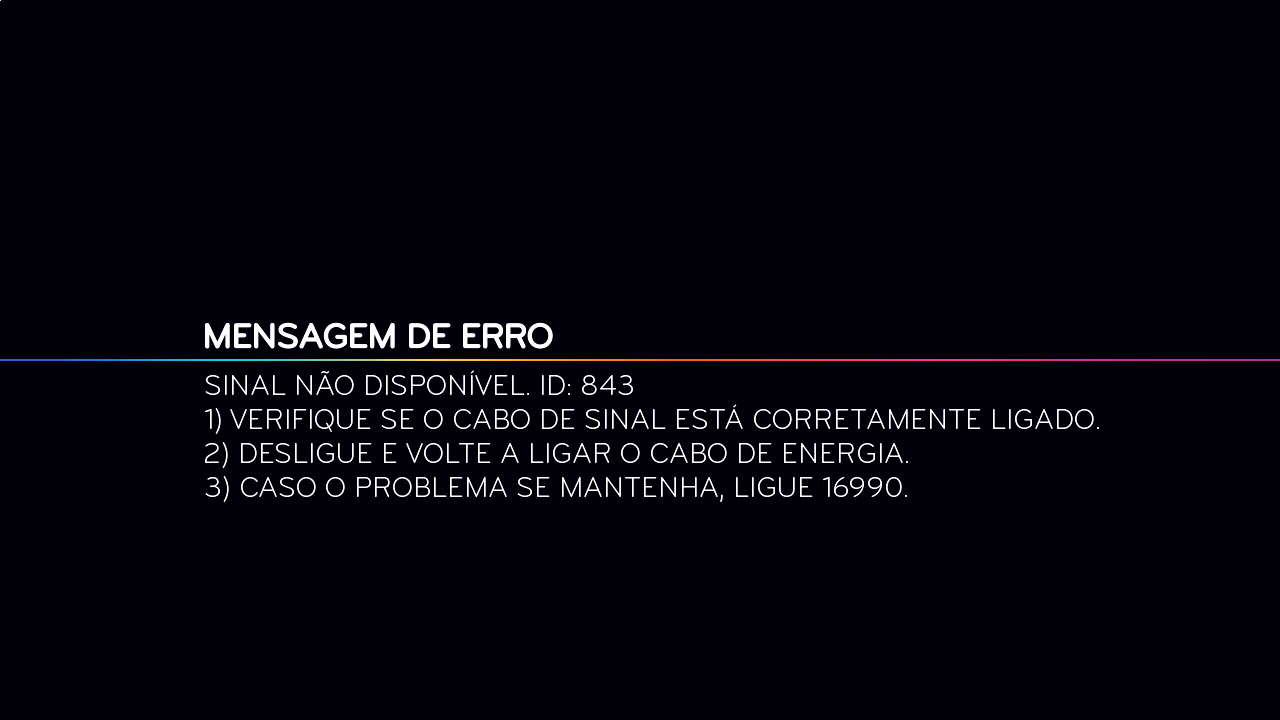 MENSAGEM DE ERRO
SINAL NÃO DISPONÍVEL. ID: 843
1) VERIFIQUE SE O CABO DE SINAL ESTÁ CORRETAMENTE LIGADO.
2) DESLIGUE E VOLTE A LIGAR O CABO DE ENERGIA.
3) CASO O PROBLEMA SE MANTENHA, LIGUE 16990.